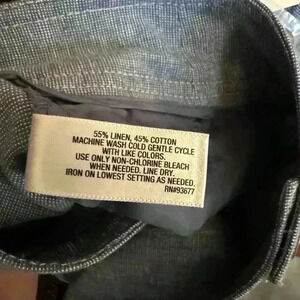 55% LINEN, 45% COTTON
MACHINE WASH COLD GENTLE CYCLE
WITH LIKE COLORS.
USE ONLY NON-CHLORINE BLEACH
WHEN NEEDED. LINE DRY.
IRON ON LOWEST SETTING AS NEEDED.
RN#93677